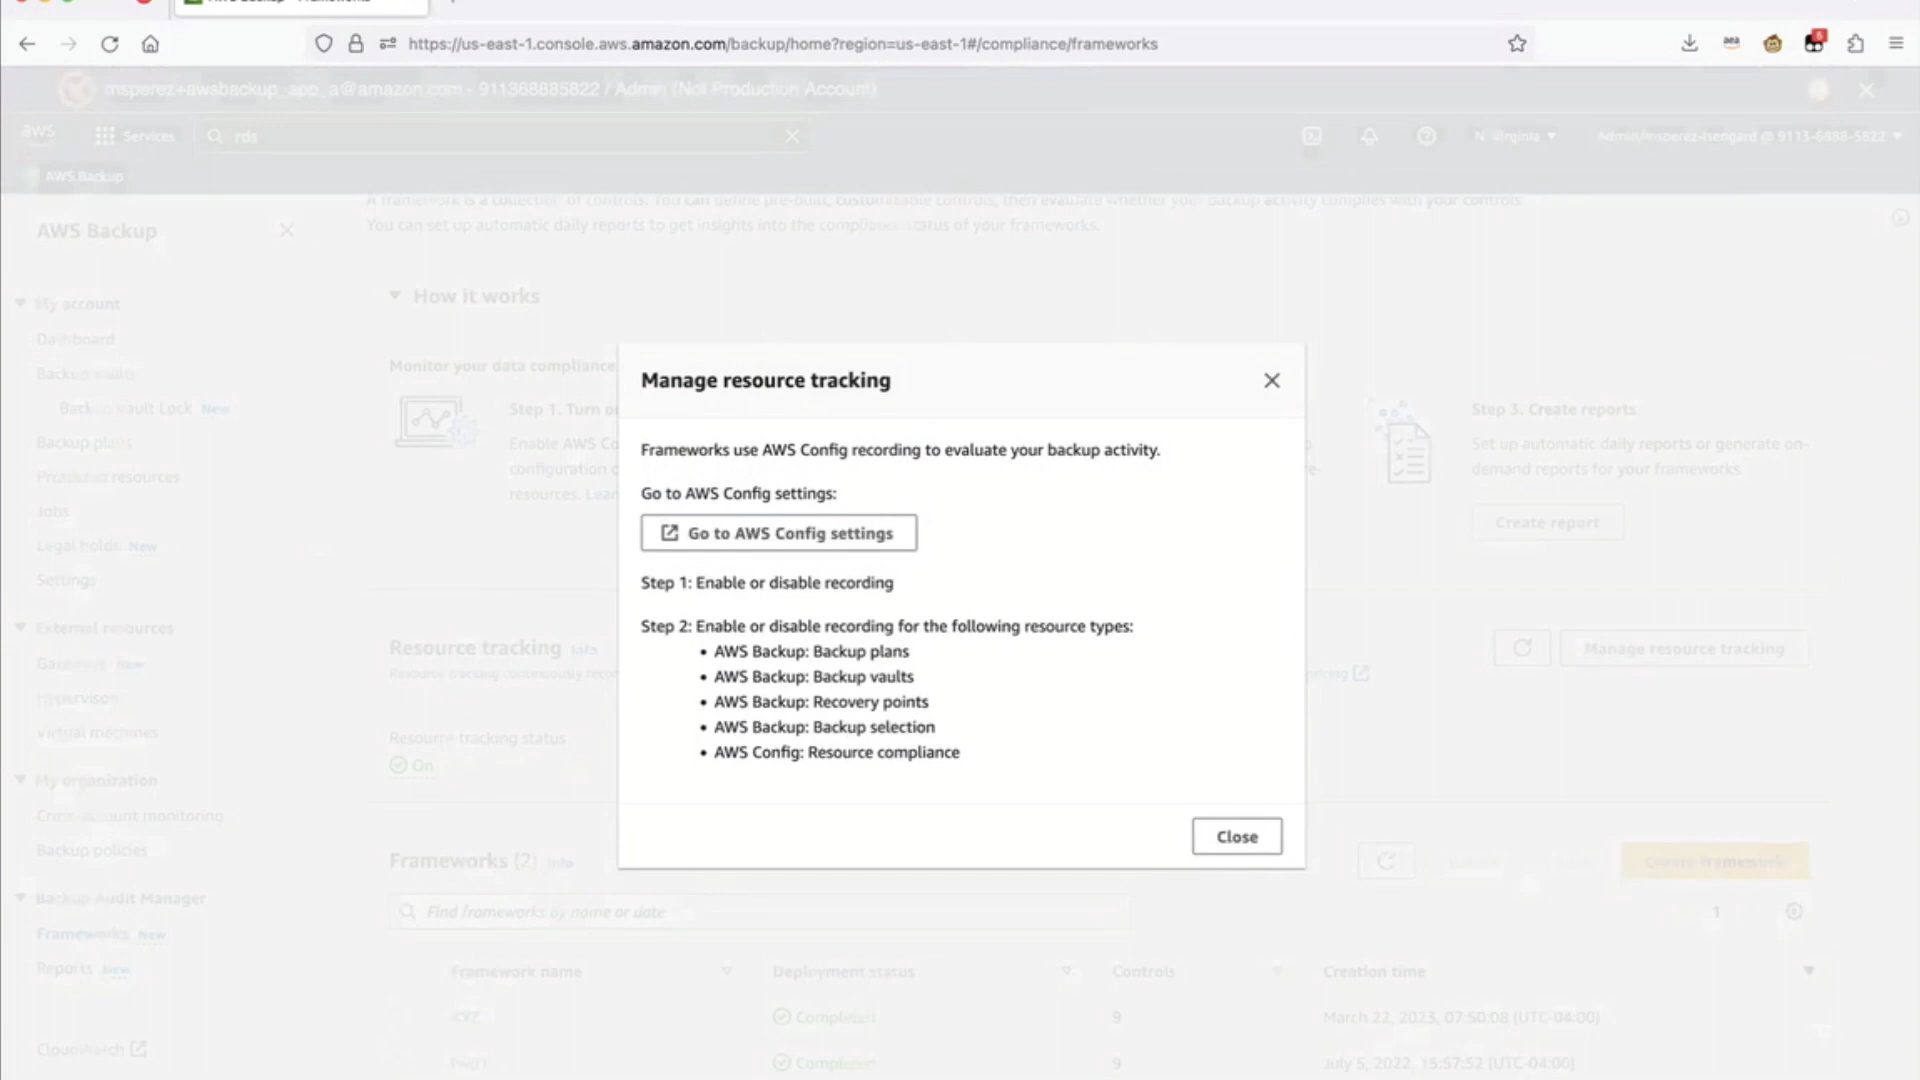 https://us-east-1.console.aws.amazon.com/backup/home?region=us-east-1#/compliance/frameworks
msperez+awsbackup_app_a@amazon.com - 911368885822 / Admin (Not Production Account)
aws
Services
rds
N. Virginia
Admin/msperez-Isengard @ 9113-6888-5822
AWS Backup
A framework is a collection of controls. You can define pre-built, customizable controls, then evaluate whether your backup activity complies with your controls
You can set up automatic daily reports to get insights into the compliance status of your frameworks.
AWS Backup
My account
Dashboard
Backup vaults
Backup Vault Lock New
Backup plans
Protected resources
Jobs
Legal holds New
Settings
External resources
Gateways New
Hypervisors
Virtual machines
My organization
Cross-account monitoring
Backup policies
Backup Audit Manager
Frameworks New
Reports New
CloudWatch
How it works
Monitor your data compliance
Step 1. Turn on
Enable AWS Co
configuration c
resources. Lear
Step 3. Create reports
Set up automatic daily reports or generate on-
demand reports for your frameworks.
Create report
Resource tracking Info
Resource tracking continuously reco
pricing
Manage resource tracking
Resource tracking status
On
Manage resource tracking
Frameworks use AWS Config recording to evaluate your backup activity.
Go to AWS Config settings:
Go to AWS Config settings
Step 1: Enable or disable recording
Step 2: Enable or disable recording for the following resource types:
• AWS Backup: Backup plans
• AWS Backup: Backup vaults
• AWS Backup: Recovery points
• AWS Backup: Backup selection
• AWS Config: Resource compliance
Close
Frameworks (2) Info
Create framework
Find frameworks by name or date
1
Framework name
Deployment status
Controls
Creation time
XYZ
Completed
9
March 22, 2023, 07:50:08 (UTC-04:00)
Completed
9
July 5, 2022, 15:57:52 (UTC-04:00)